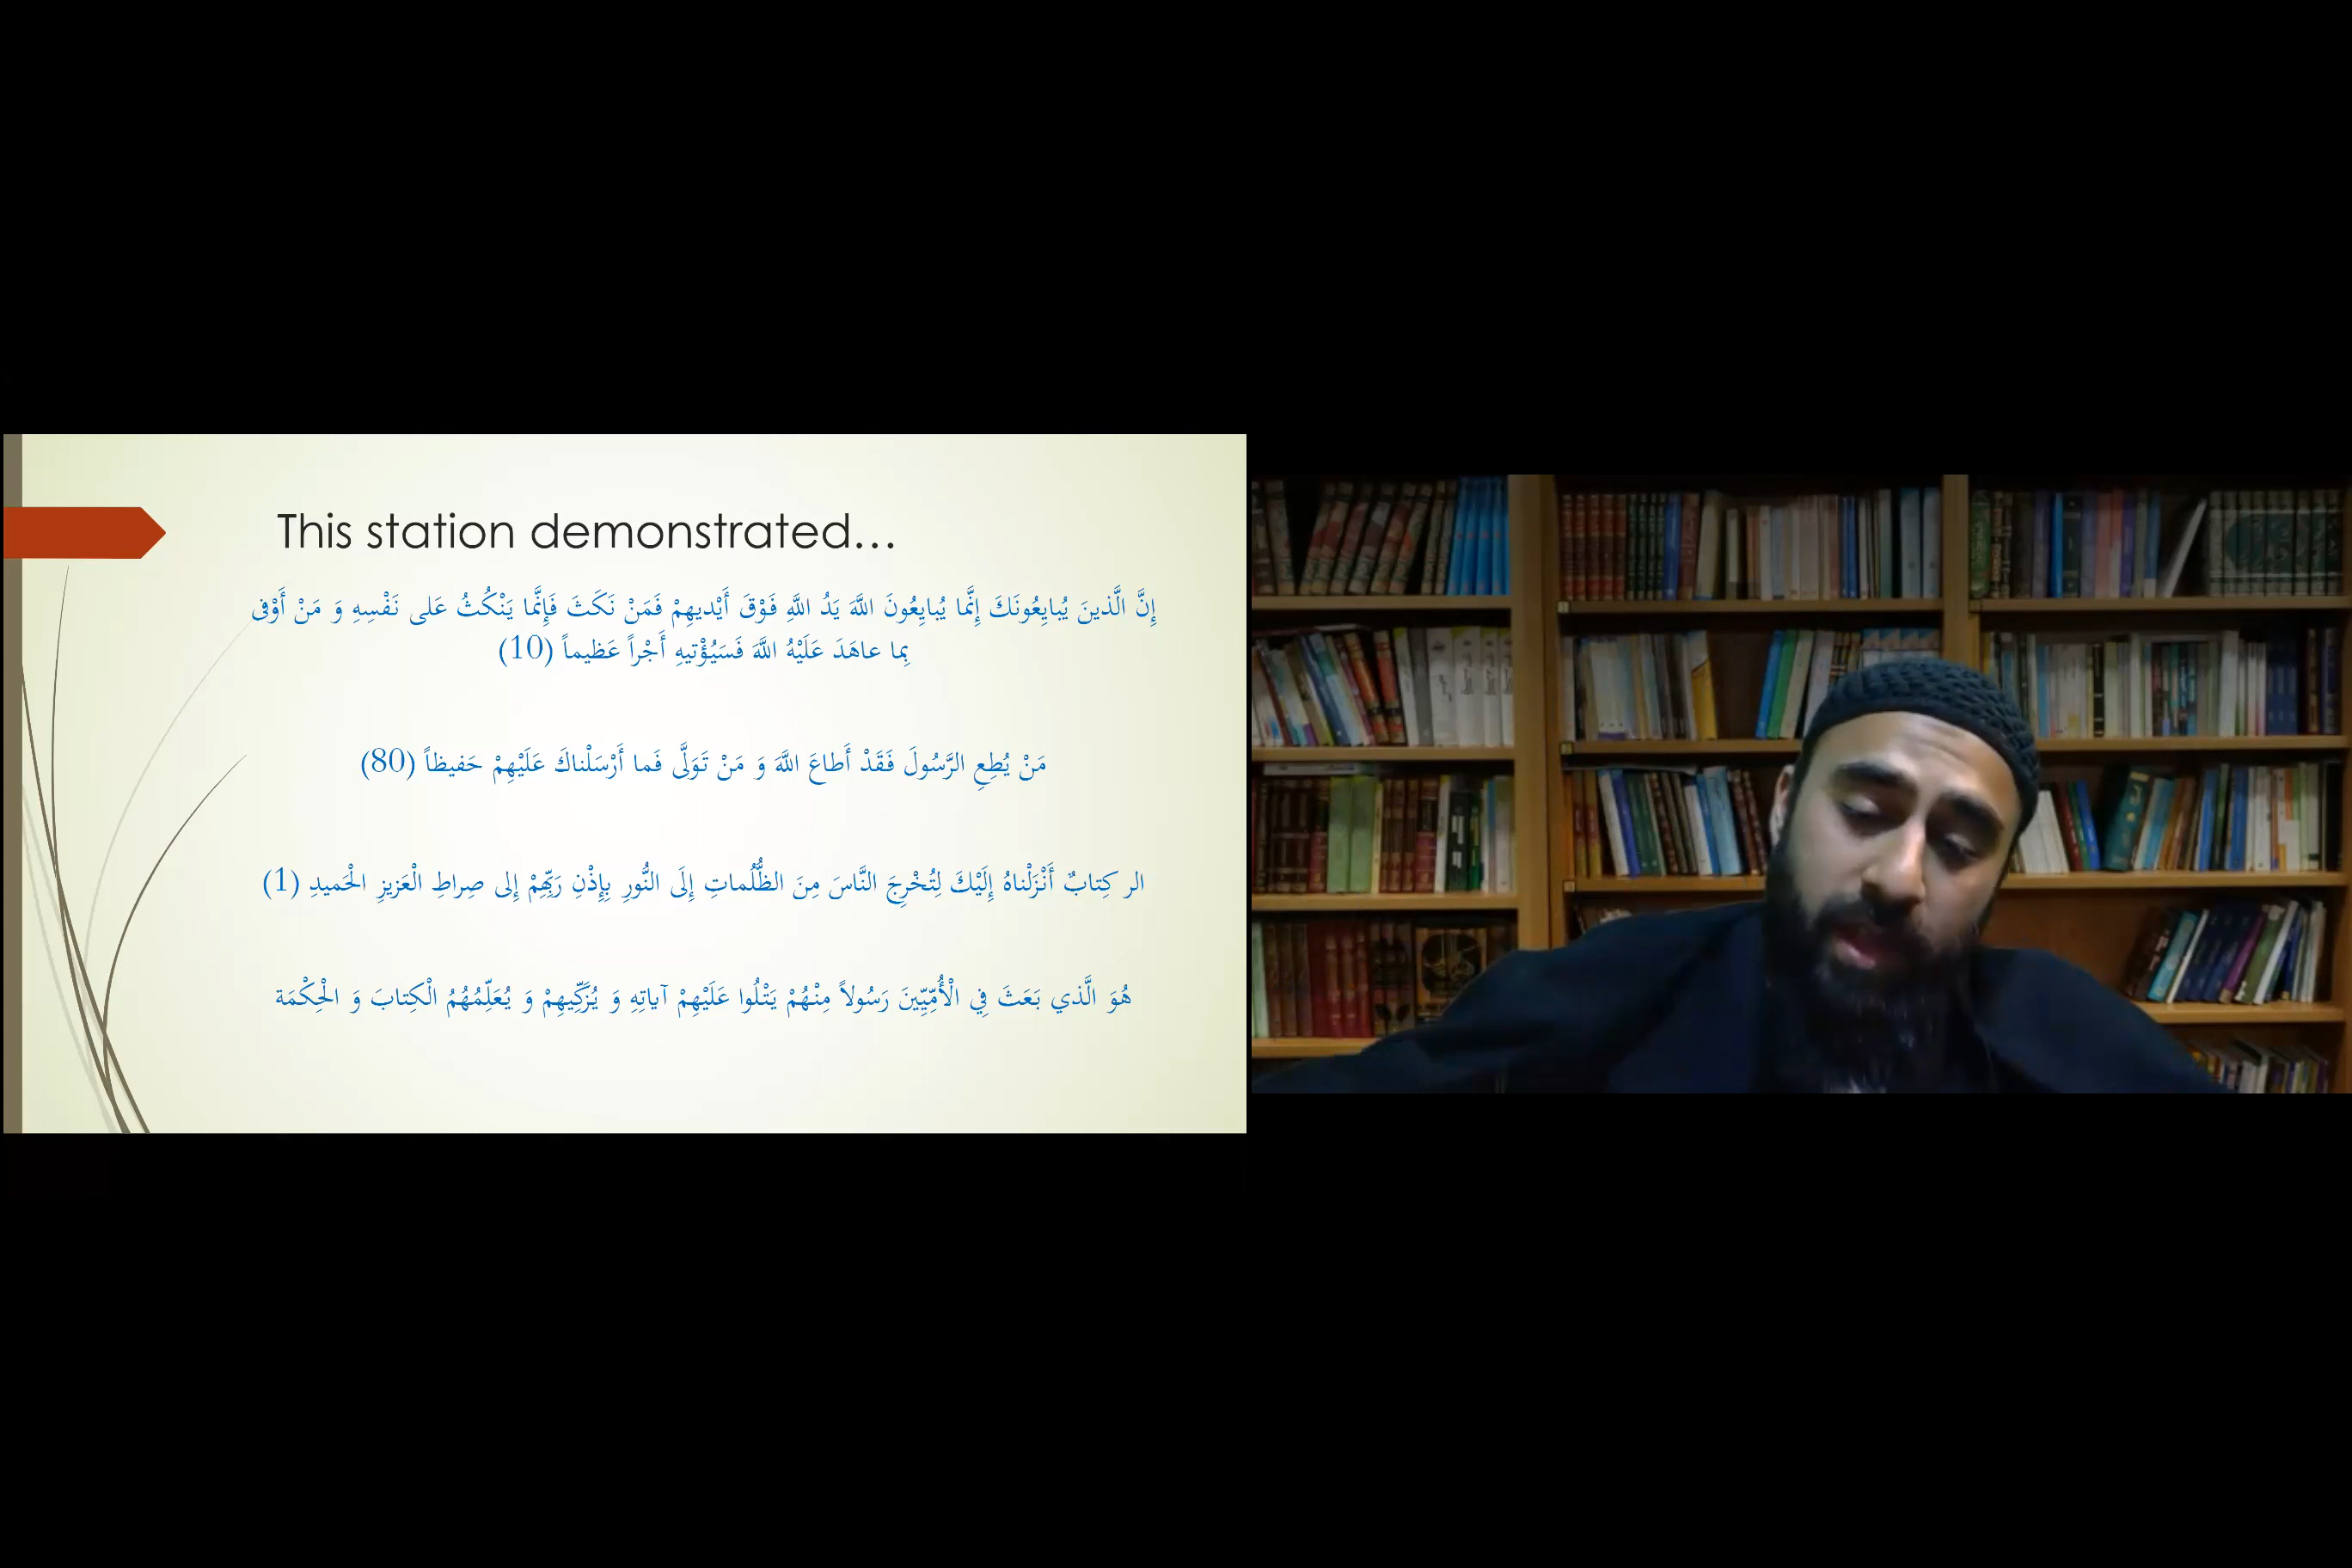 This station demonstrated...
إِنَّ الَّذينَ يُبايِعُونَكَ إِنَّما يُبايِعُونَ اللَّهَ يَدُ اللَّهِ فَوْقَ أَيْديهِمْ فَمَنْ نَكَثَ فَإِنَّما يَنْكُثُ عَلى نَفْسِهِ وَ مَنْ أَوْفى
بِما عاهَدَ عَلَيْهُ اللَّهَ فَسَيُؤْتيهِ أَجْراً عَظيماً (10)
مَنْ يُطِعِ الرَّسُولَ فَقَدْ أَطاعَ اللَّهَ وَ مَنْ تَوَلَّى فَما أَرْسَلْناكَ عَلَيْهِمْ حَفيظاً (80)
الر كِتابٌ أَنْزَلْناهُ إِلَيْكَ لِتُخْرِجَ النَّاسَ مِنَ الظُّلُماتِ إِلَى النُّورِ بِإِذْنِ رَبِّهِمْ إِلى صِراطِ الْعَزيزِ الْحَميدِ (1)
هُوَ الَّذي بَعَثَ فِي الْأُمِّيِّينَ رَسُولاً مِنْهُمْ يَتْلُوا عَلَيْهِمْ آياتِهِ وَ يُزَكِّيهِمْ وَ يُعَلِّمُهُمُ الْكِتابَ وَ الْحِكْمَة